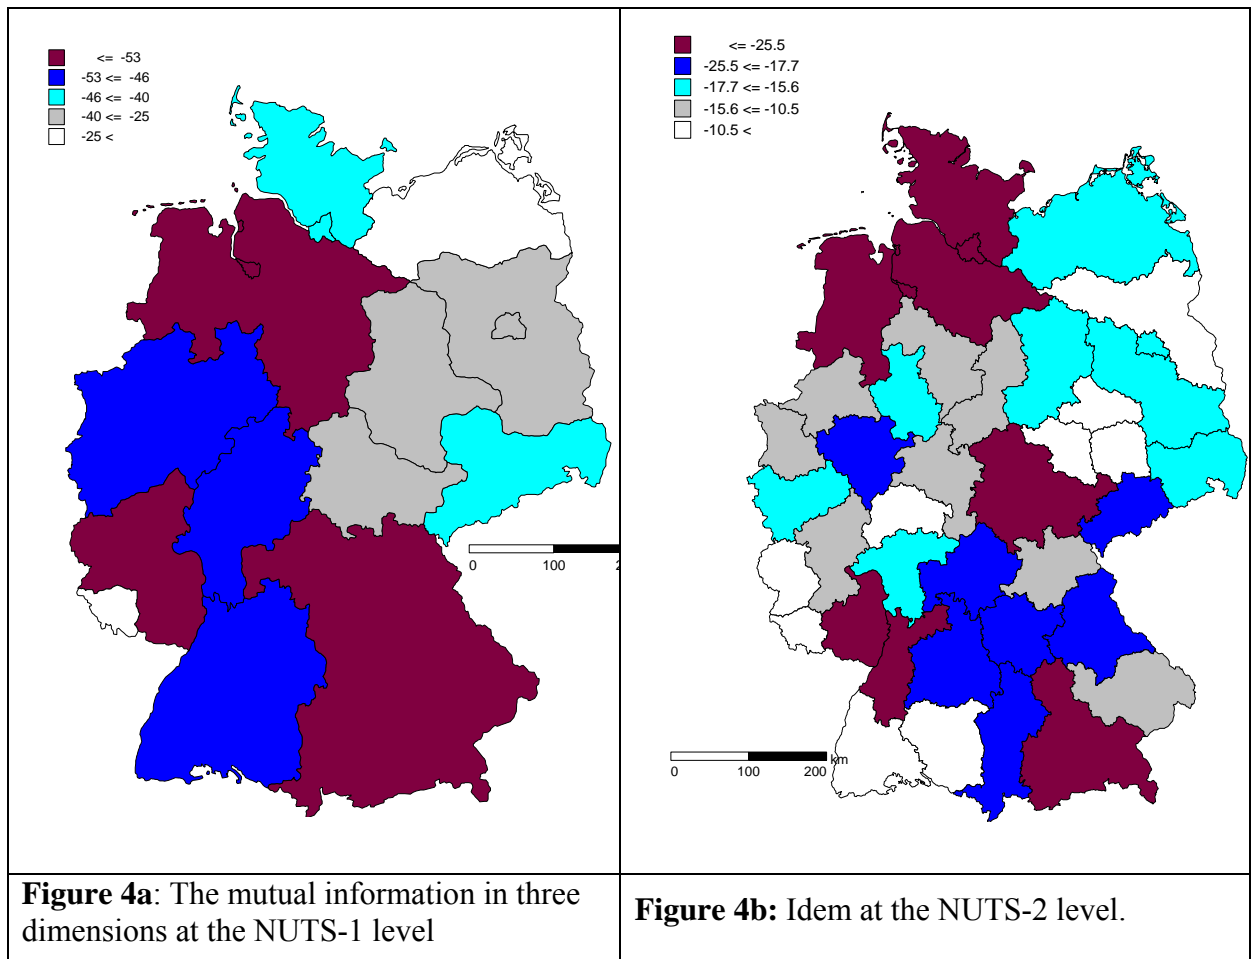 <= -53
-53 <= -46
-46 <= -40
-40 <= -25
-25 <
0 100 2
<= -25.5
-25.5 <= -17.7
-17.7 <= -15.6
-15.6 <= -10.5
-10.5 <
km
0 100 200
Figure 4a: The mutual information in three
dimensions at the NUTS-1 level
Figure 4b: Idem at the NUTS-2 level.